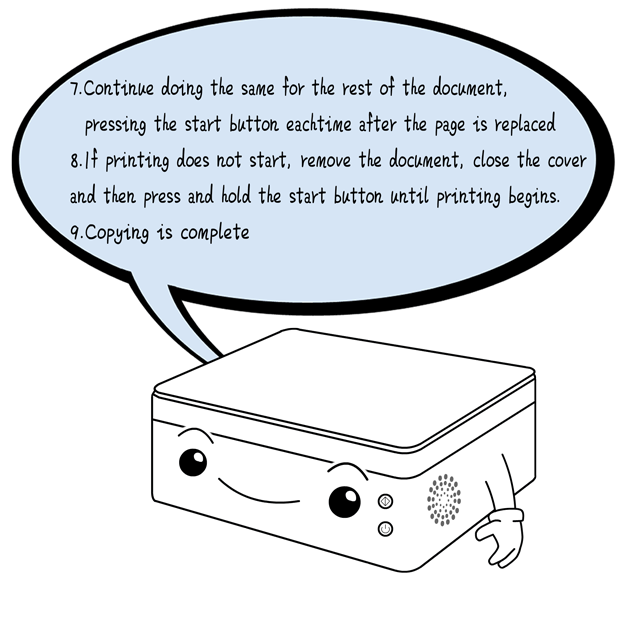 7.Continue doing the same for the rest of the document,
pressing the start button eachtime after the page is replaced
8.If printing does not start, remove the document, close the cover
and then press and hold the start button until printing begins.
9.Copying is complete